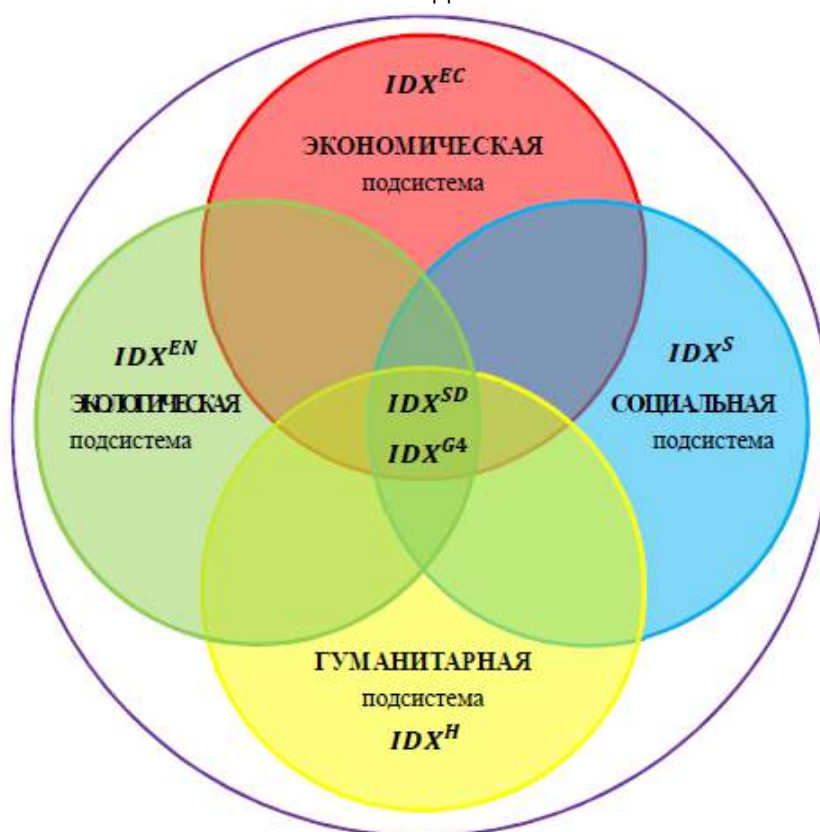 IDX^EC
ЭКОНОМИЧЕСКАЯ
подсистема
IDX^EN
ЭКОЛОГИЧЕСКАЯ
подсистема
IDX^SD
IDX^G4
IDX^S
СОЦИАЛЬНАЯ
подсистема
ГУМАНИТАРНАЯ
подсистема
IDX^H